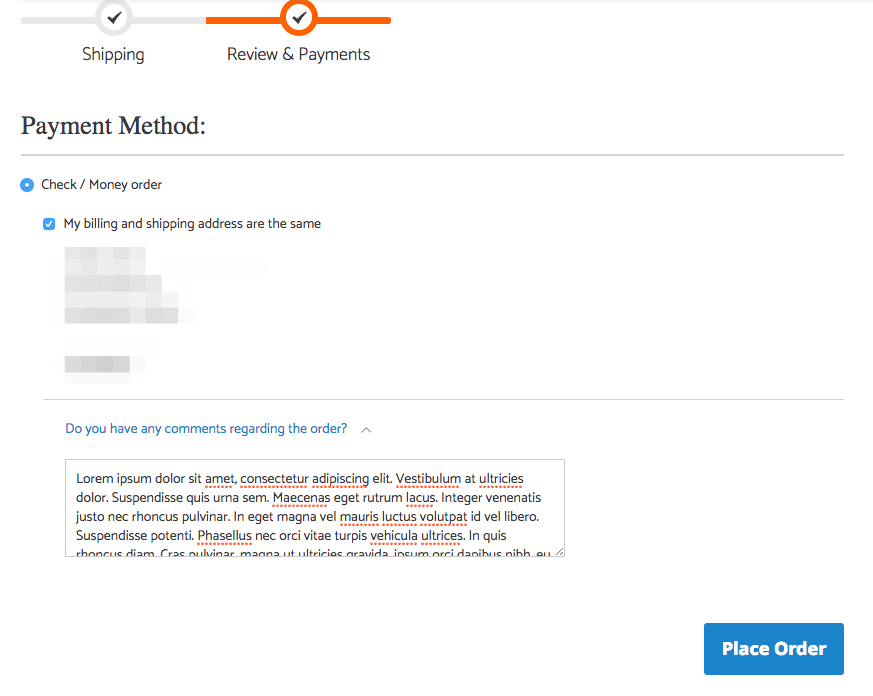 Shipping
Review & Payments
Payment Method:
Check / Money order
My billing and shipping address are the same
Do you have any comments regarding the order?
Lorem ipsum dolor sit amet, consectetur adipiscing elit. Vestibulum at ultricies
dolor. Suspendisse quis urna sem. Maecenas eget rutrum lacus. Integer venenatis
justo nec rhoncus pulvinar. In eget magna vel mauris luctus volutpat id vel libero.
Suspendisse potenti. Phasellus nec orci vitae turpis vehicula ultrices. In quis
rhoncus diam. Cras pulvinar, magna ut ultricies gravida, ipsum orci dapibus nibh, eu
Place Order